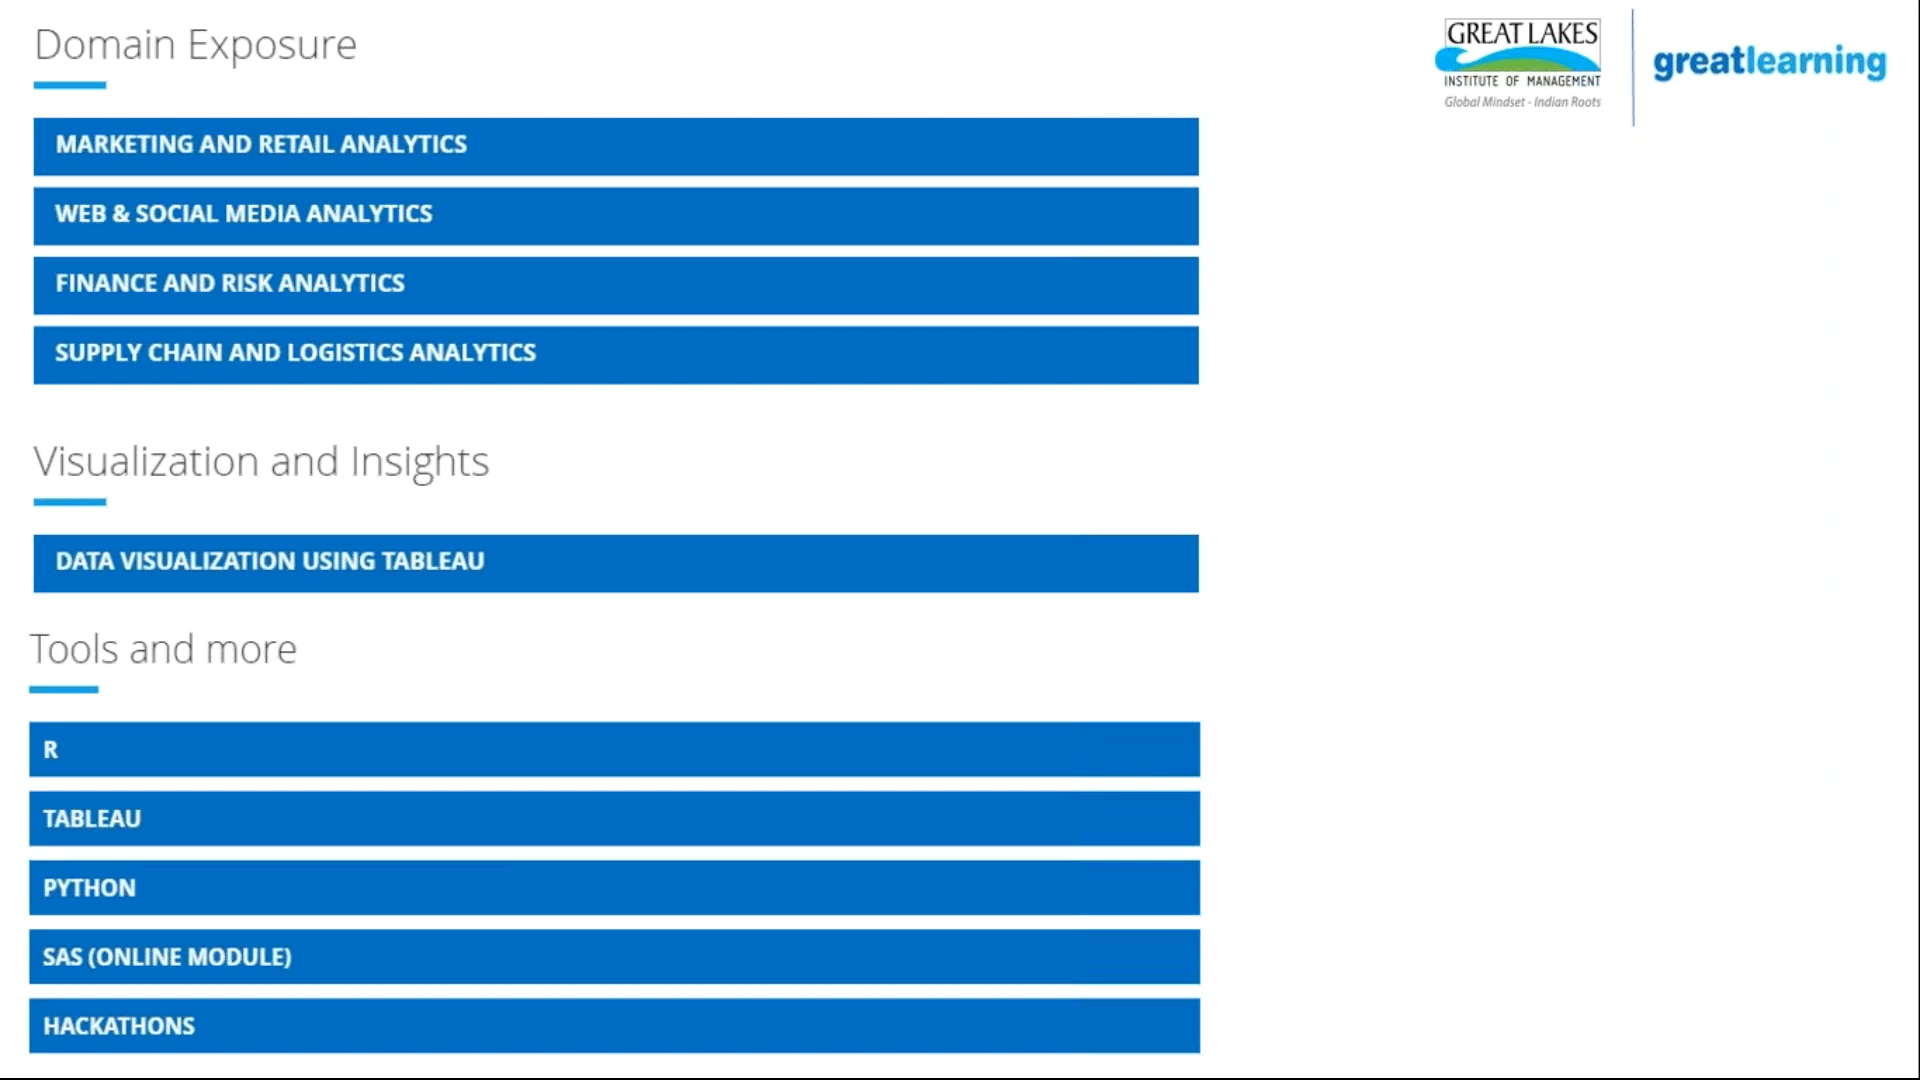 Domain Exposure
GREAT LAKES
INSTITUTE OF MANAGEMENT
Global Mindset - Indian Roots
greatlearning
MARKETING AND RETAIL ANALYTICS
WEB & SOCIAL MEDIA ANALYTICS
FINANCE AND RISK ANALYTICS
SUPPLY CHAIN AND LOGISTICS ANALYTICS
Visualization and Insights
DATA VISUALIZATION USING TABLEAU
Tools and more
R
TABLEAU
PYTHON
SAS (ONLINE MODULE)
HACKATHONS